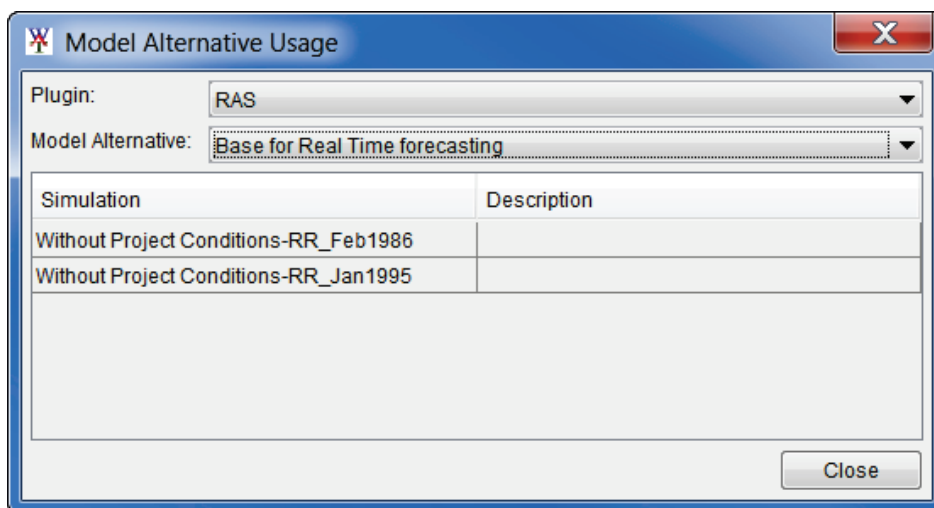 Model Alternative Usage
Plugin: RAS
Model Alternative: Base for Real Time forecasting
Simulation Description
Without Project Conditions-RR_Feb1986
Without Project Conditions-RR_Jan1995
Close